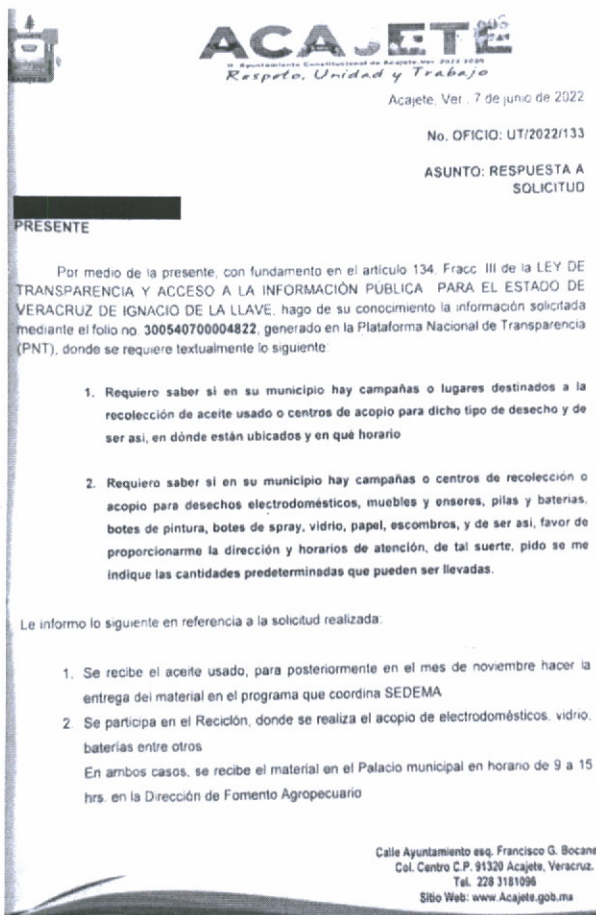 ACAJETE
H. Ayuntamiento Constitucional de Acajete, Ver. 2022 2025
Respeto, Unidad y Trabajo
Acajete, Ver., 7 de junio de 2022
No. OFICIO: UT/2022/133
ASUNTO: RESPUESTA A
SOLICITUD
PRESENTE
Por medio de la presente, con fundamento en el artículo 134, Fracc III de la LEY DE
TRANSPARENCIA Y ACCESO A LA INFORMACIÓN PÚBLICA PARA EL ESTADO DE
VERACRUZ DE IGNACIO DE LA LLAVE, hago de su conocimiento la información solicitada
mediante el folio no. 300540700004822, generado en la Plataforma Nacional de Transparencia
(PNT), donde se requiere textualmente lo siguiente:
1. Requiero saber si en su municipio hay campañas o lugares destinados a la
recolección de aceite usado o centros de acopio para dicho tipo de desecho y de
ser asi, en dónde están ubicados y en qué horario
2. Requiero saber si en su municipio hay campañas o centros de recolección o
acopio para desechos electrodomésticos, muebles y enseres, pilas y baterías,
botes de pintura, botes de spray, vidrio, papel, escombros, y de ser asi, favor de
proporcionarme la dirección y horarios de atención, de tal suerte, pido se me
indique las cantidades predeterminadas que pueden ser llevadas.
Le informo lo siguiente en referencia a la solicitud realizada:
1. Se recibe el aceite usado, para posteriormente en el mes de noviembre hacer la
entrega del material en el programa que coordina SEDEMA
2. Se participa en el Reciclón, donde se realiza el acopio de electrodomésticos, vidrio,
baterías entre otros
En ambos casos, se recibe el material en el Palacio municipal en horario de 9 a 15
hrs. en la Dirección de Fomento Agropecuario
Calle Ayuntamiento esq. Francisco G. Bocane
Col. Centro C.P. 91320 Acajete, Veracruz.
Tel. 228 3181096
Sitio Web: www.Acajete.gob.mx